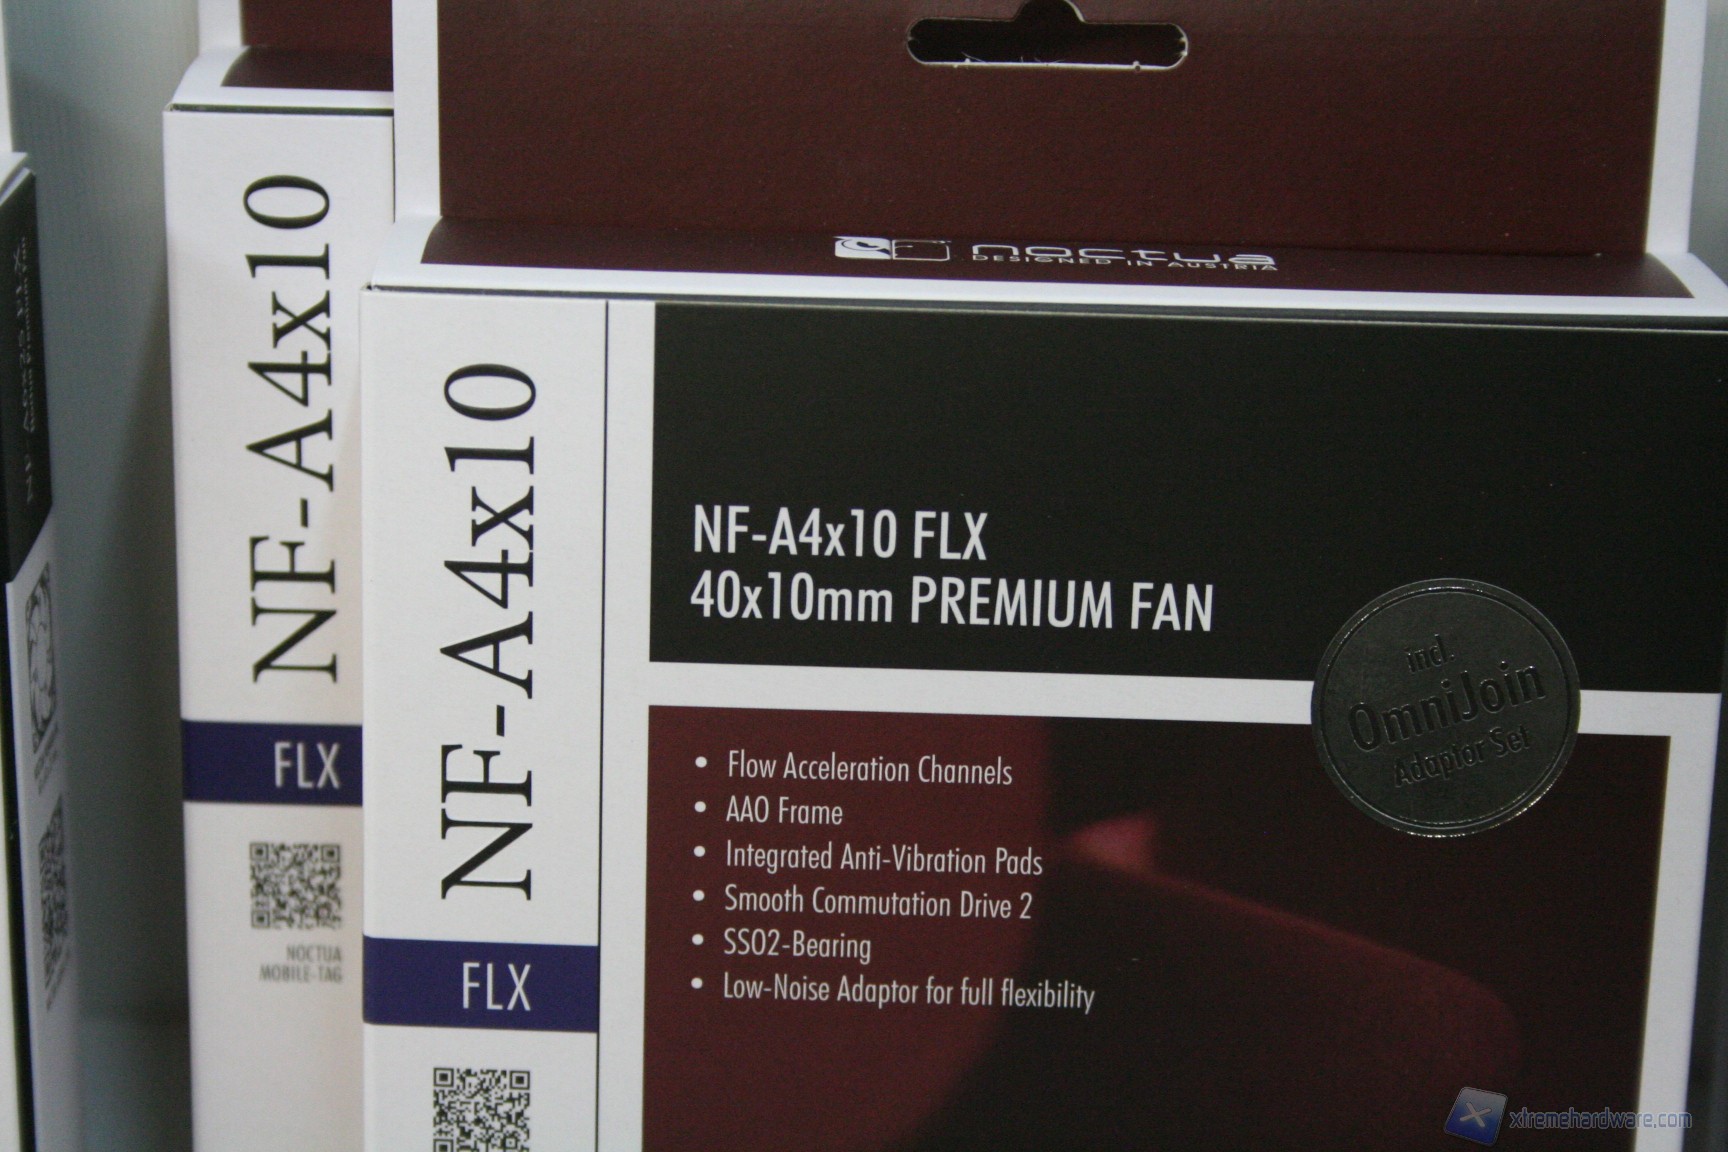 noctua
DESIGNED IN AUSTRIA
NF-A4x10
FLX
NOCTUA
MOBILE-TAG
NF-A4x10
FLX
NF-A4x10 FLX
40x10mm PREMIUM FAN
incl.
OmniJoin
Adaptor Set
• Flow Acceleration Channels
• AAO Frame
• Integrated Anti-Vibration Pads
• Smooth Commutation Drive 2
• SSO2-Bearing
• Low-Noise Adaptor for full flexibility
xtremehardware.com